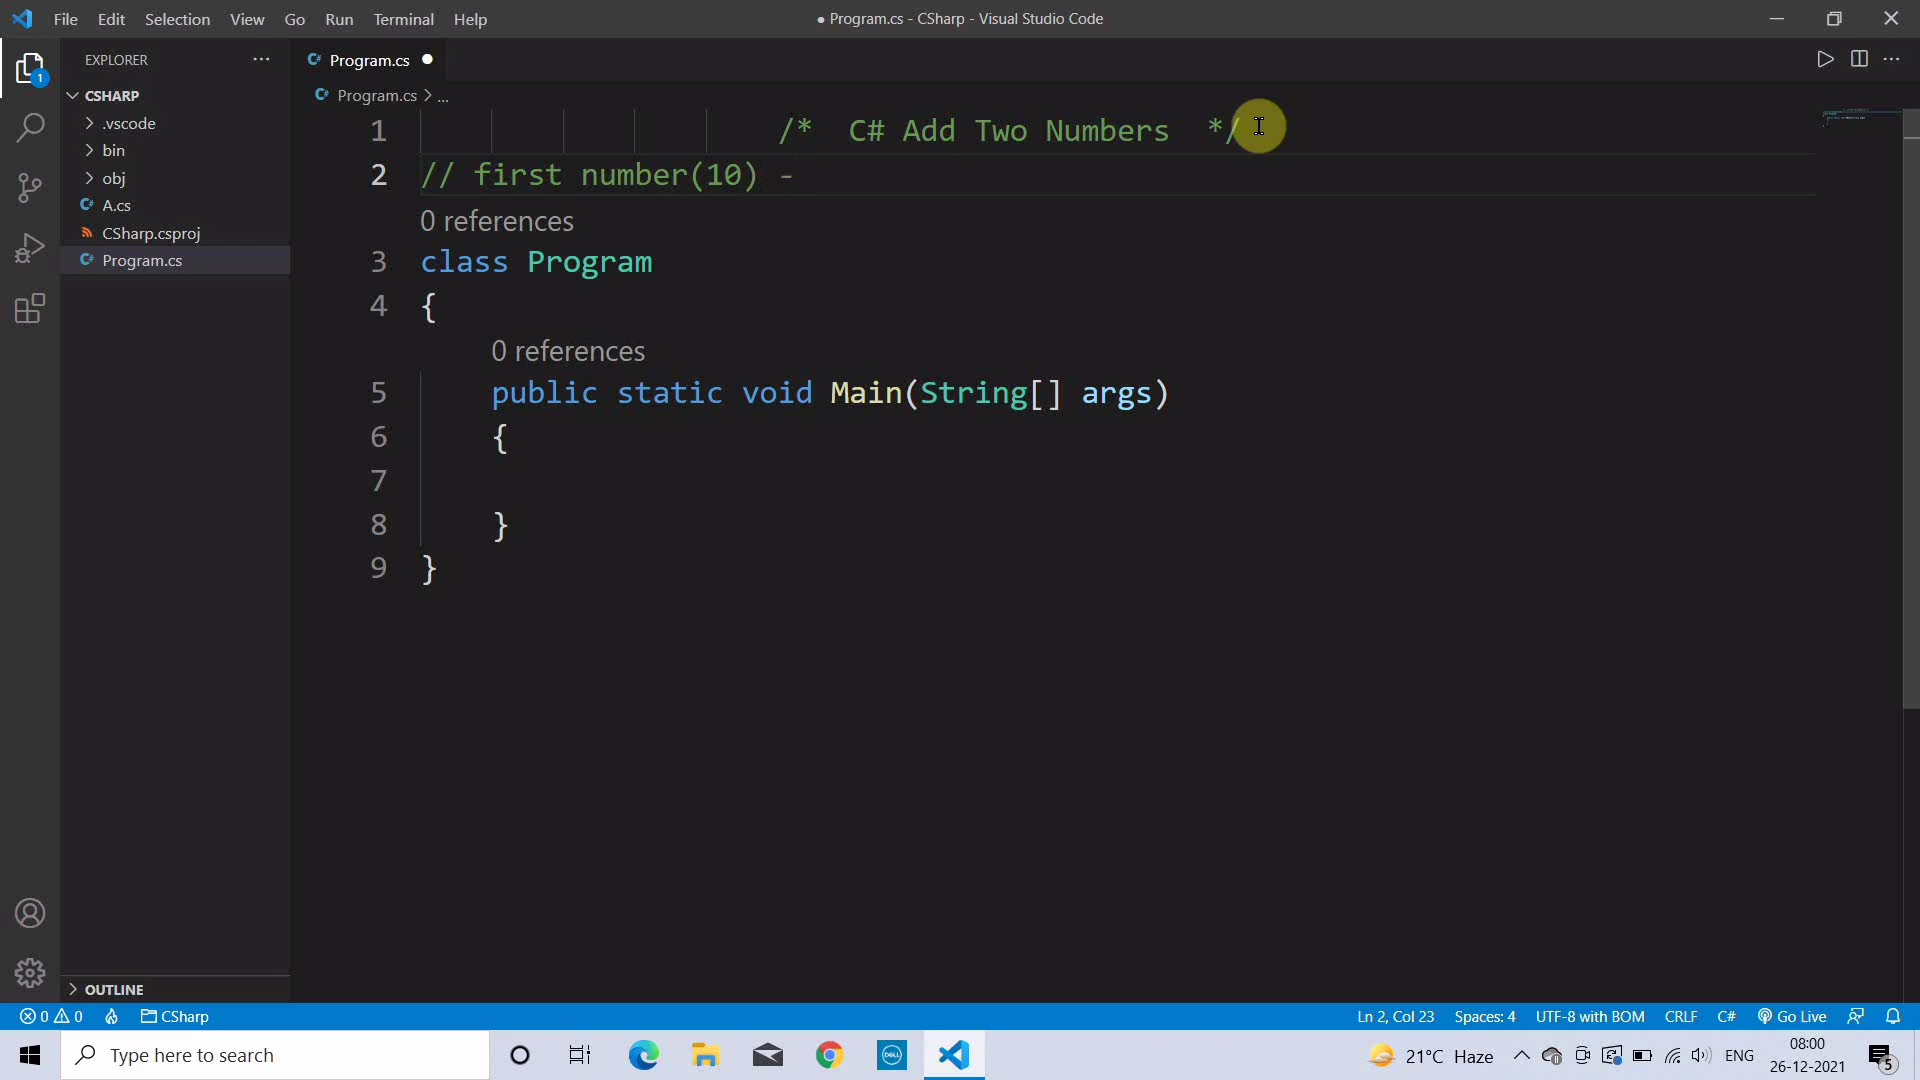 File Edit Selection View Go Run Terminal Help
● Program.cs - CSharp - Visual Studio Code
EXPLORER ···
1
CSHARP
.vscode
bin
obj
C# A.cs
CSharp.csproj
C# Program.cs
OUTLINE
C# Program.cs ●
C# Program.cs > ...
1 /* C# Add Two Numbers */
2 // first number(10) -
0 references
3 class Program
4 {
0 references
5 public static void Main(String[] args)
6 {
7
8 }
9 }
0 0 CSharp
Ln 2, Col 23 Spaces: 4 UTF-8 with BOM CRLF C# Go Live
Type here to search
DELL
21°C Haze
ENG
08:00
26-12-2021
5